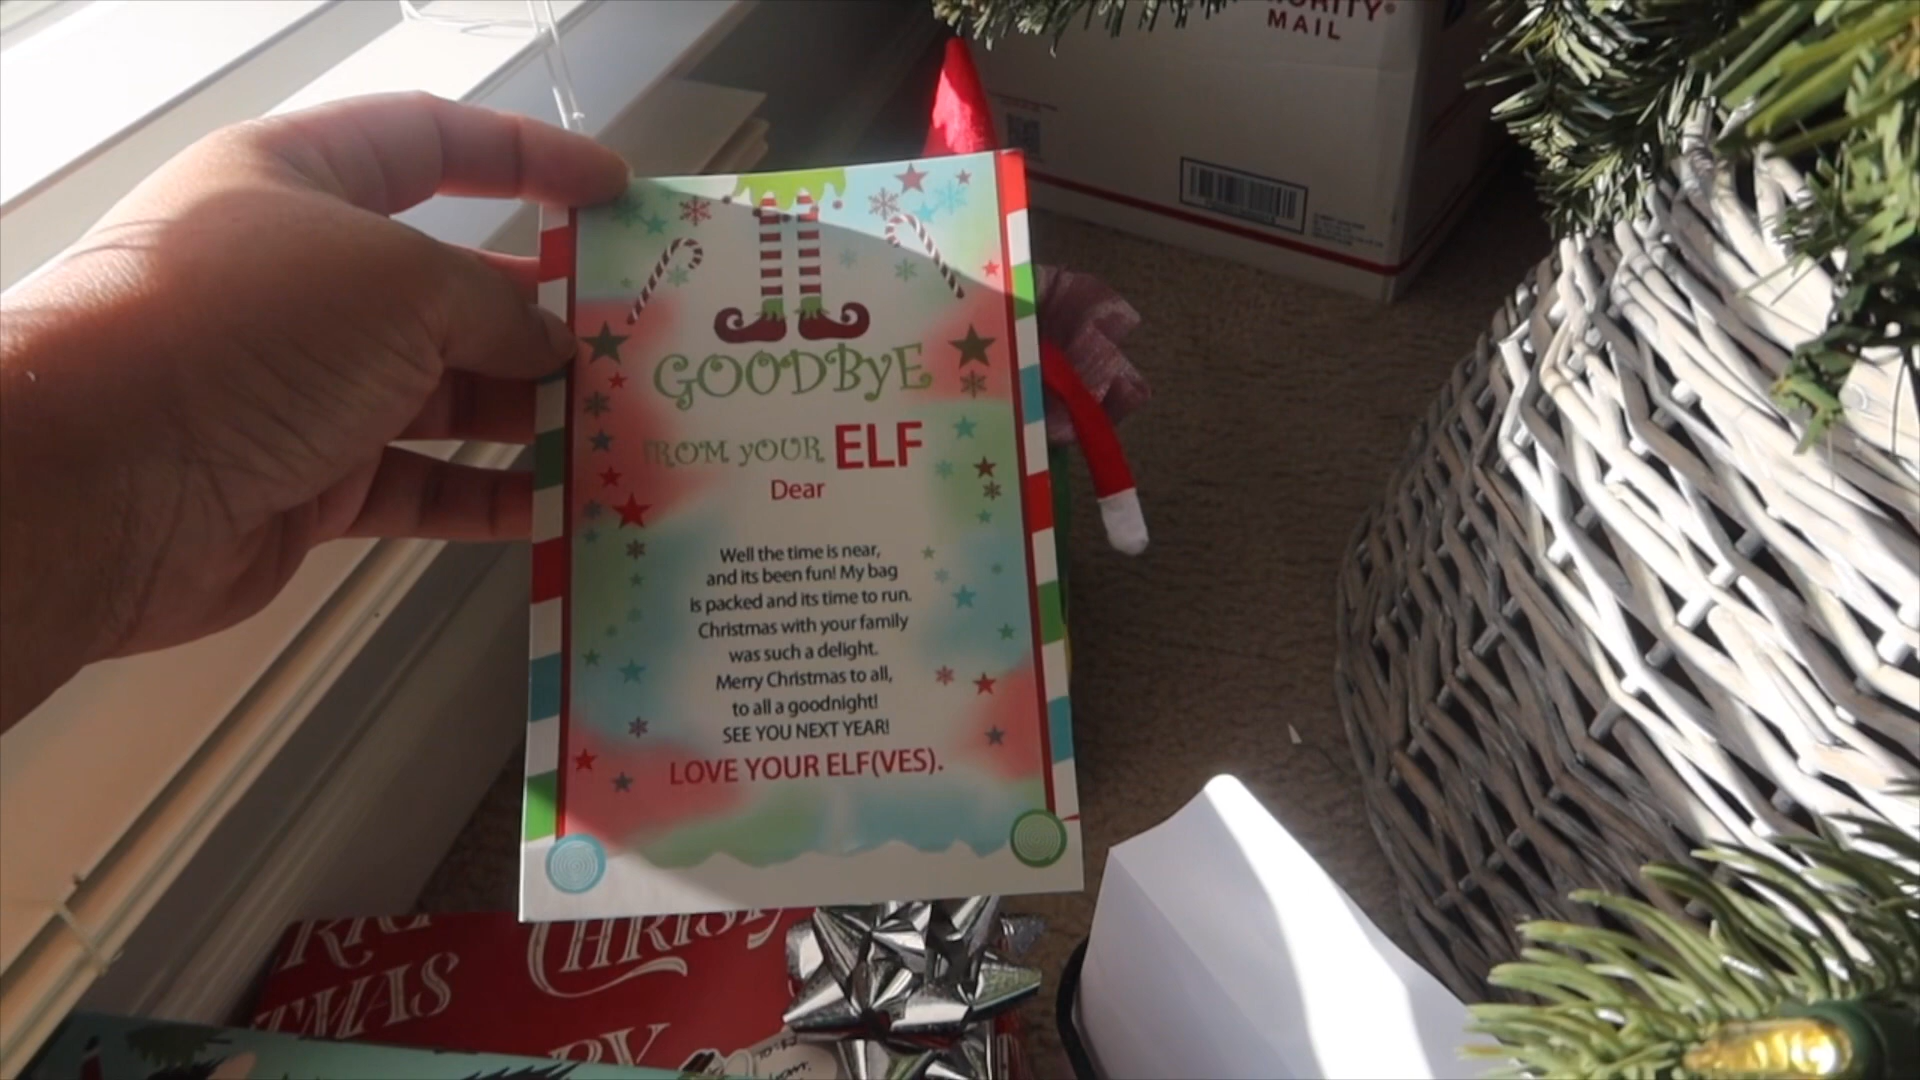 MAIL
GOODByE
FROM yOUR ELF
Dear
Well the time is near,
and its been fun! My bag
is packed and its time to run.
Christmas with your family
was such a delight.
Merry Christmas to all,
to all a goodnight!
SEE YOU NEXT YEAR!
LOVE YOUR ELF(VES).